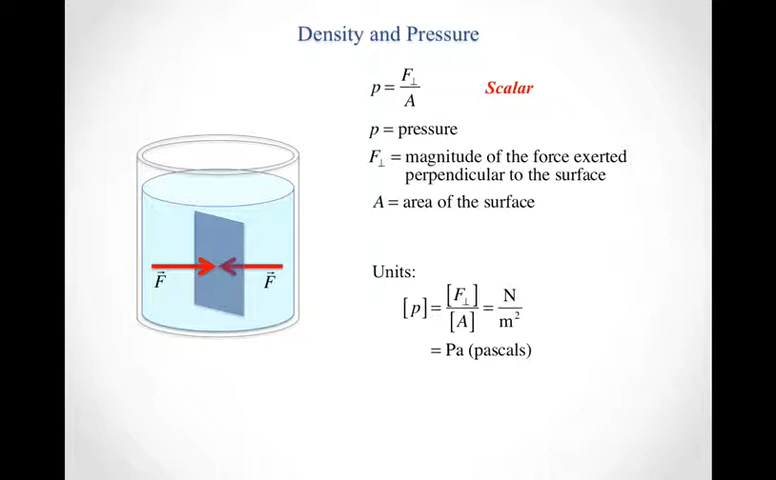 Density and Pressure
p = F⊥ / A
Scalar
p = pressure
F⊥ = magnitude of the force exerted
perpendicular to the surface
A = area of the surface
F⃗
F⃗
Units:
[p] = [F⊥] / [A] = N / m²
= Pa (pascals)